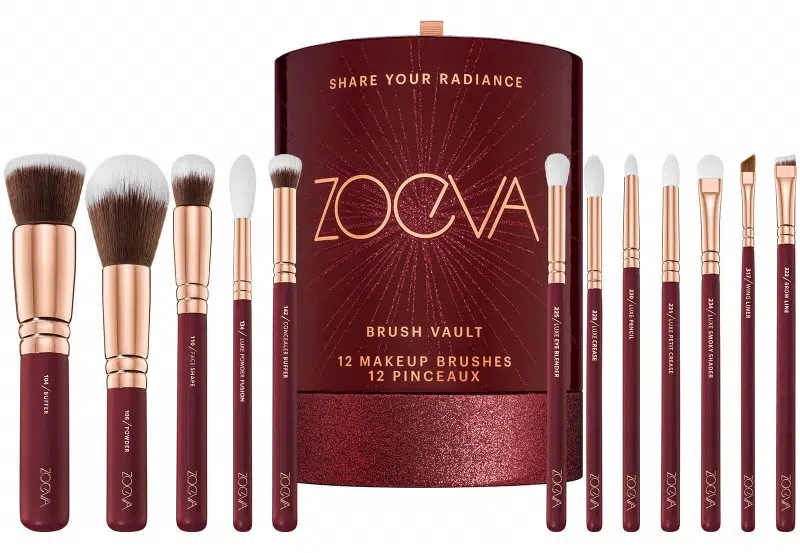 SHARE YOUR RADIANCE
ZOEVA
BRUSH VAULT
12 MAKEUP BRUSHES
12 PINCEAUX
104 / BUFFER
ZOEVA
106 / POWDER
ZOEVA
110 / FACE SHAPE
ZOEVA
134 / LUXE POWDER FUSION
ZOEVA
142 / CONCEALER BUFFER
ZOEVA
225 / LUXE EYE BLENDER
ZOEVA
228 / LUXE CREASE
ZOEVA
230 / LUXE PENCIL
ZOEVA
231 / LUXE PETIT CREASE
ZOEVA
234 / LUXE SMOKY SHADER
ZOEVA
317 / WING LINER
ZOEVA
322 / BROW LINE
ZOEVA